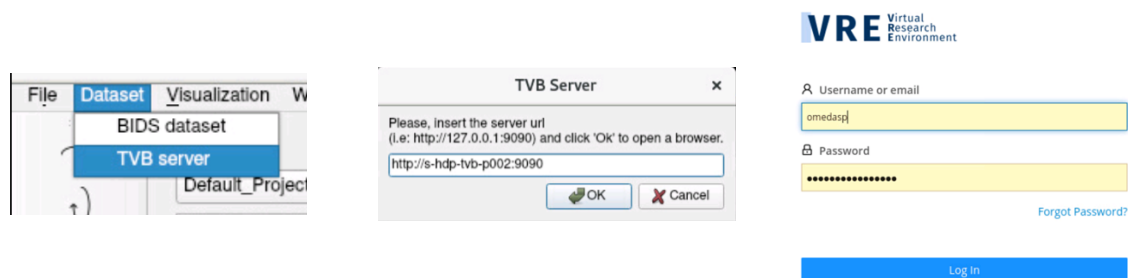 File Dataset Visualization W
BIDS dataset
TVB server
Default_Project
TVB Server
Please, insert the server url
(i.e: http://127.0.0.1:9090) and click 'Ok' to open a browser.
http://s-hdp-tvb-p002:9090
OK Cancel
VRE Virtual
Research
Environment
Username or email
omedasp
Password
••••••••••••••••
Forgot Password?
Log In